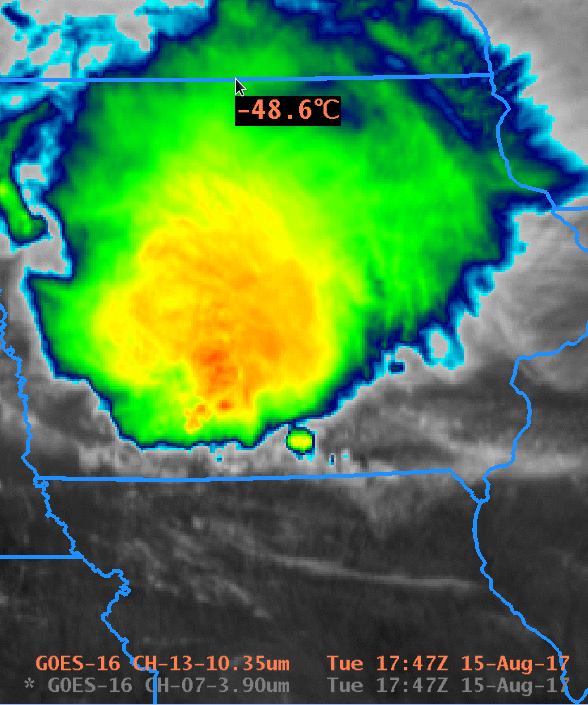 -48.6℃
GOES-16 CH-13-10.35um Tue 17:47Z 15-Aug-17
* GOES-16 CH-07-3.90um Tue 17:47Z 15-Aug-17